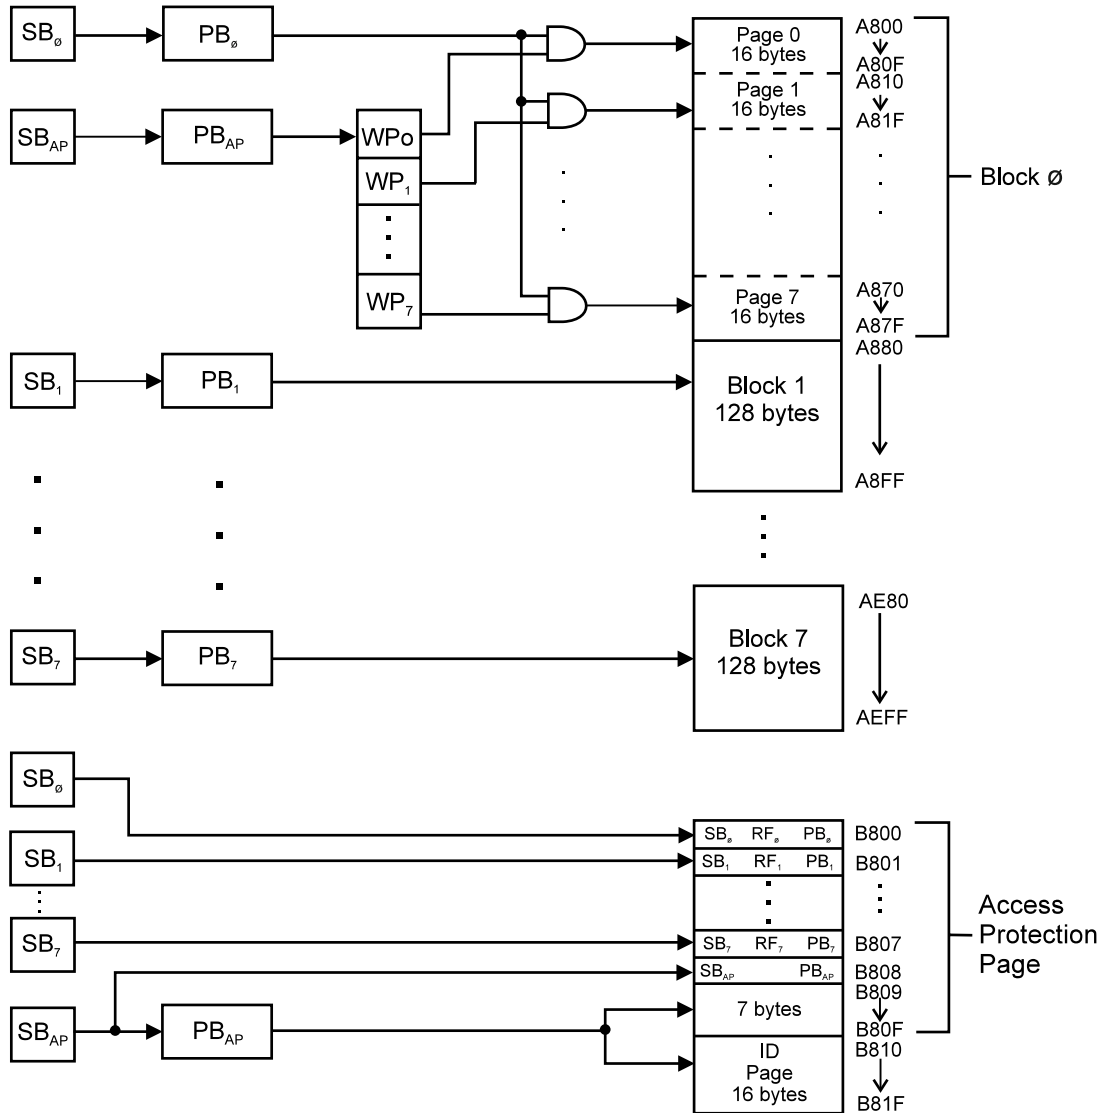 SBø
PBø
Page 0
16 bytes
A800
A80F
A810
Page 1
16 bytes
A81F
SBAP
PBAP
WPo
WP1
Block ø
WP7
Page 7
16 bytes
A870
A87F
A880
SB1
PB1
Block 1
128 bytes
A8FF
AE80
SB7
PB7
Block 7
128 bytes
AEFF
SBø
SBø RFø PBø B800
SB1
SB1 RF1 PB1 B801
SB7
SB7 RF7 PB7 B807
SBAP PBAP B808
Access
Protection
Page
SBAP
PBAP
B809
7 bytes
B80F
ID
Page
16 bytes
B810
B81F